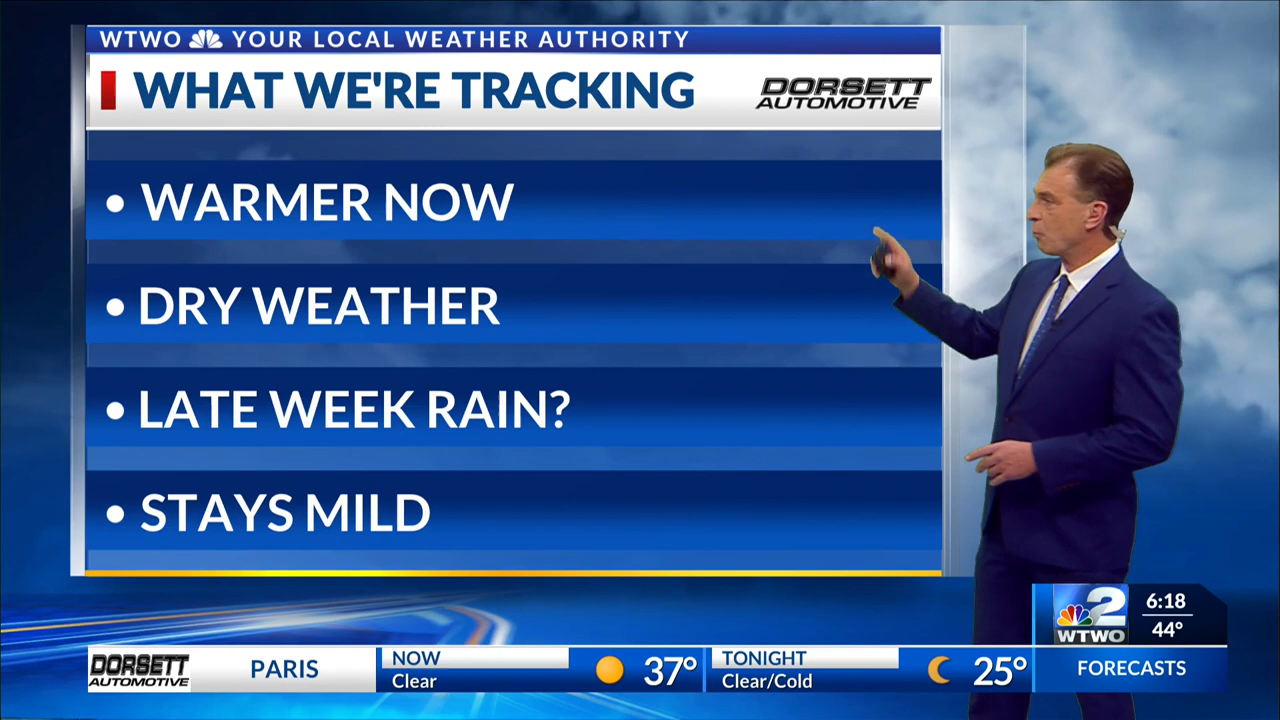 WTWO YOUR LOCAL WEATHER AUTHORITY
WHAT WE'RE TRACKING
DORSETT
AUTOMOTIVE
• WARMER NOW
• DRY WEATHER
• LATE WEEK RAIN?
• STAYS MILD
2
WTWO
6:18
44°
DORSETT
AUTOMOTIVE
PARIS
NOW
Clear
37°
TONIGHT
Clear/Cold
25°
FORECASTS